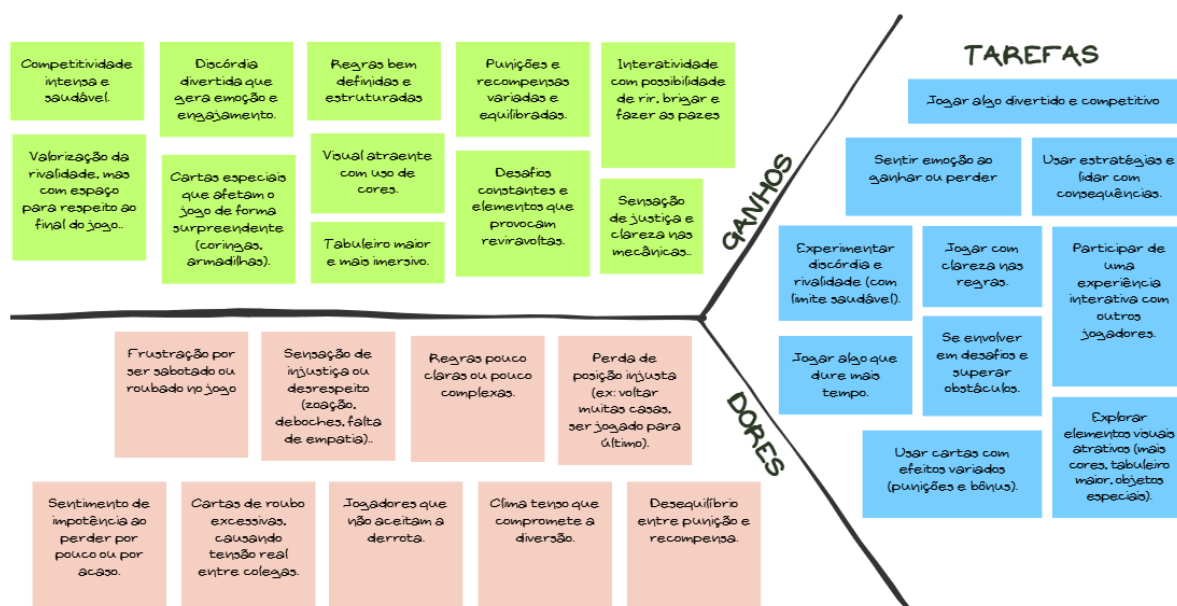 Competitividade
intensa e
saudável.
Discórdia
divertida que
gera emoção e
engajamento.
Regras bem
definidas e
estruturadas
Punições e
recompensas
variadas e
equilibradas.
Interatividade
com possibilidade
de rir, brigar e
fazer as pazes
Valorização da
rivalidade, mas
com espaço
para respeito ao
final do jogo..
Cartas especiais
que afetam o
jogo de forma
surpreendente
(coringas,
armadilhas).
Visual atraente
com uso de
cores.
Tabuleiro maior
e mais imersivo.
Desafios
constantes e
elementos que
provocam
reviravoltas.
Sensação
de justiça e
clareza nas
mecânicas..
GANHOS
TAREFAS
Jogar algo divertido e competitivo
Sentir emoção ao
ganhar ou perder
Usar estratégias e
lidar com
consequências.
Experimentar
discórdia e
rivalidade (com
limite saudável).
Jogar com
clareza nas
regras.
Participar de
uma
experiência
interativa com
outros
jogadores.
Jogar algo que
dure mais
tempo.
Se envolver
em desafios e
superar
obstáculos.
Usar cartas com
efeitos variados
(punições e bônus).
Explorar
elementos visuais
atrativos (mais
cores, tabuleiro
maior, objetos
especiais).
DORES
Frustração por
ser sabotado ou
roubado no jogo
Sensação de
injustiça ou
desrespeito
(zoação,
deboches, falta
de empatia)..
Regras pouco
claras ou pouco
complexas.
Perda de
posição injusta
(ex: voltar
muitas casas,
ser jogado para
último).
Sentimento de
impotência ao
perder por
pouco ou por
acaso.
Cartas de roubo
excessivas,
causando
tensão real
entre colegas.
Jogadores que
não aceitam a
derrota.
Clima tenso que
compromete a
diversão.
Desequilíbrio
entre punição e
recompensa.